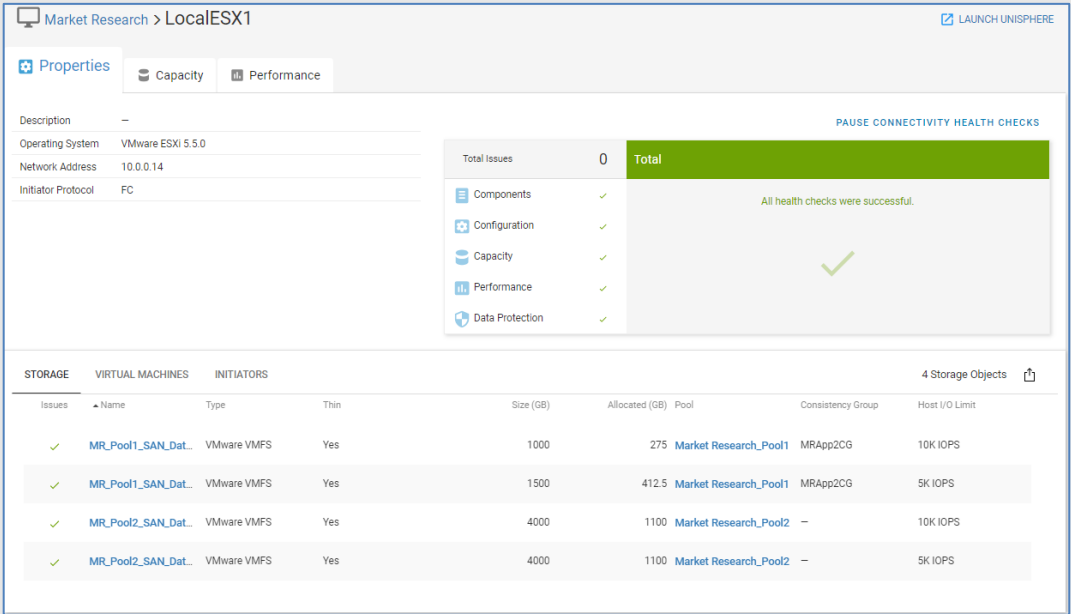 Market Research > LocalESX1
LAUNCH UNISPHERE
Properties
Capacity
Performance
Description –
Operating System VMware ESXi 5.5.0
Network Address 10.0.0.14
Initiator Protocol FC
PAUSE CONNECTIVITY HEALTH CHECKS
Total Issues 0
Total
Components
Configuration
Capacity
Performance
Data Protection
All health checks were successful.
STORAGE VIRTUAL MACHINES INITIATORS
4 Storage Objects
Issues Name Type Thin Size (GB) Allocated (GB) Pool Consistency Group Host I/O Limit
MR_Pool1_SAN_Dat... VMware VMFS Yes 1000 275 Market Research_Pool1 MRApp2CG 10K IOPS
MR_Pool1_SAN_Dat... VMware VMFS Yes 1500 412.5 Market Research_Pool1 MRApp2CG 5K IOPS
MR_Pool2_SAN_Dat... VMware VMFS Yes 4000 1100 Market Research_Pool2 – 10K IOPS
MR_Pool2_SAN_Dat... VMware VMFS Yes 4000 1100 Market Research_Pool2 – 5K IOPS